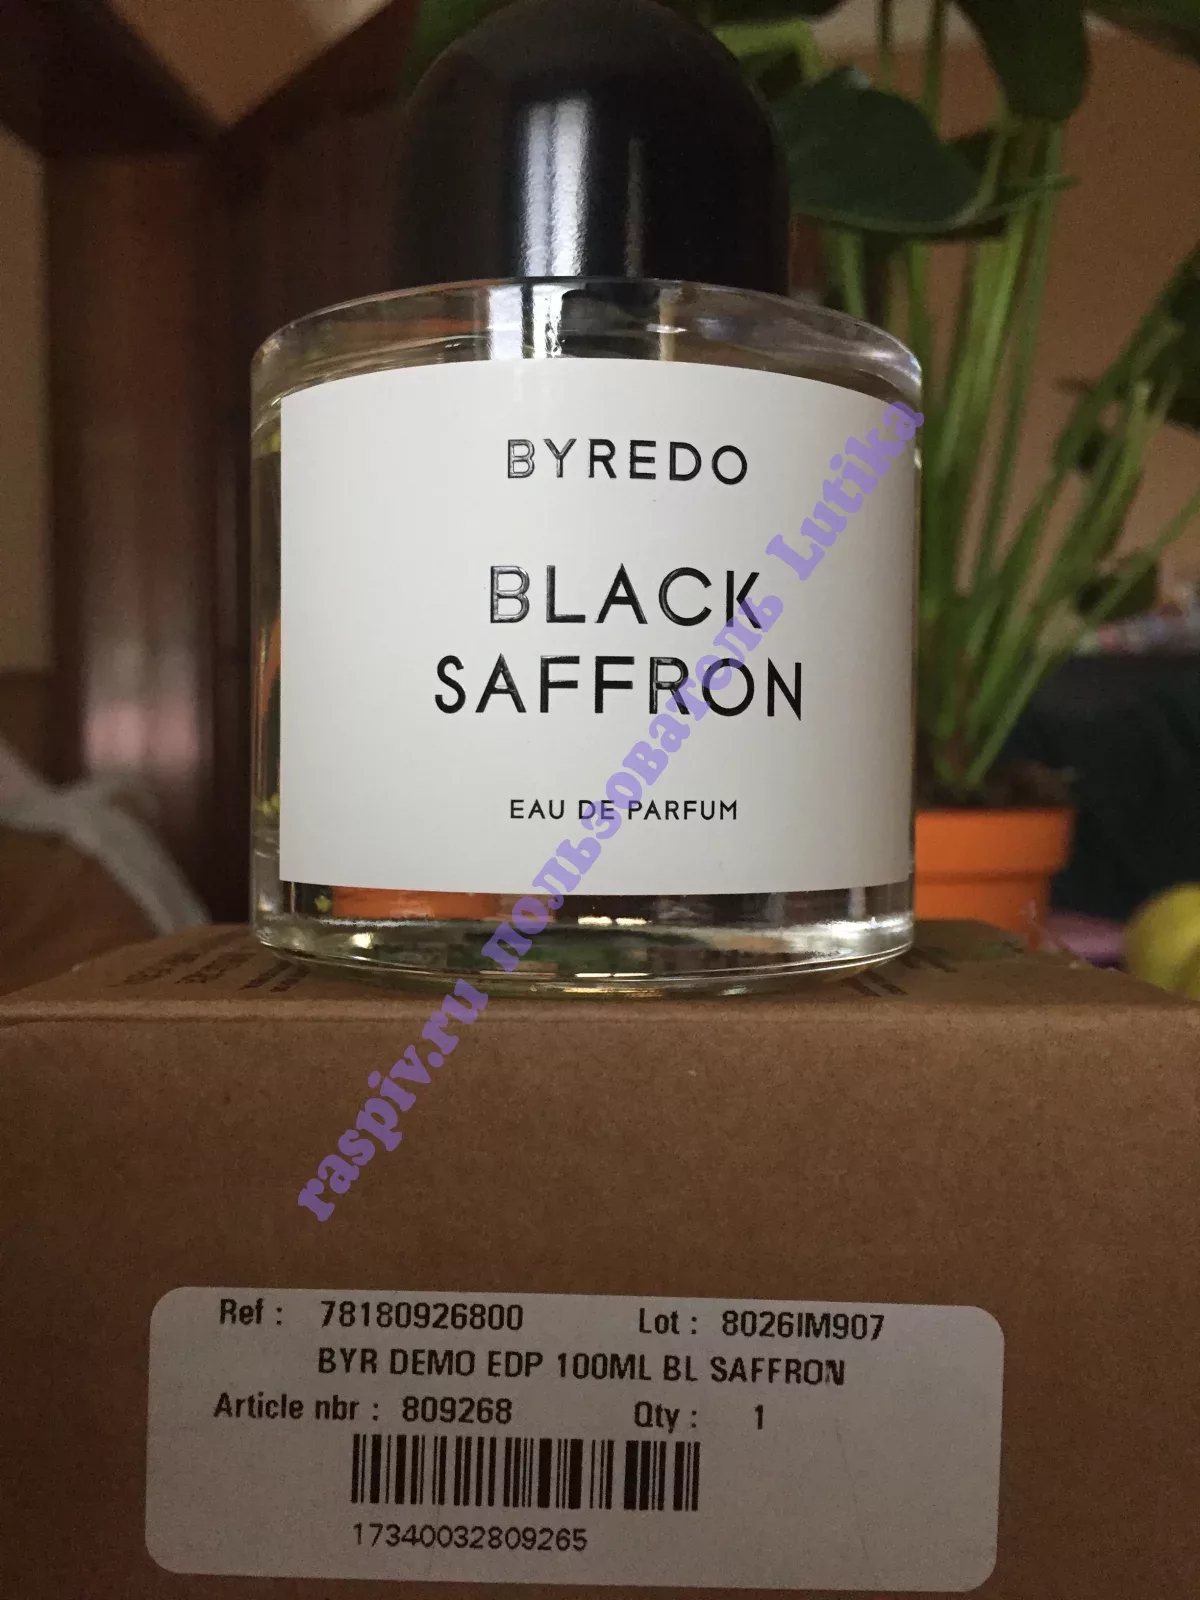 BYREDO
BLACK
SAFFRON
EAU DE PARFUM
raspiv.ru пользователь Lutika
Ref : 78180926800 Lot : 8026IM907
BYR DEMO EDP 100ML BL SAFFRON
Article nbr : 809268 Qty : 1
17340032809265